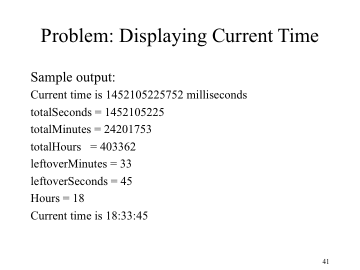 Problem: Displaying Current Time
Sample output:
Current time is 1452105225752 milliseconds
totalSeconds = 1452105225
totalMinutes = 24201753
totalHours   = 403362
leftoverMinutes = 33
leftoverSeconds = 45
Hours = 18
Current time is 18:33:45
41